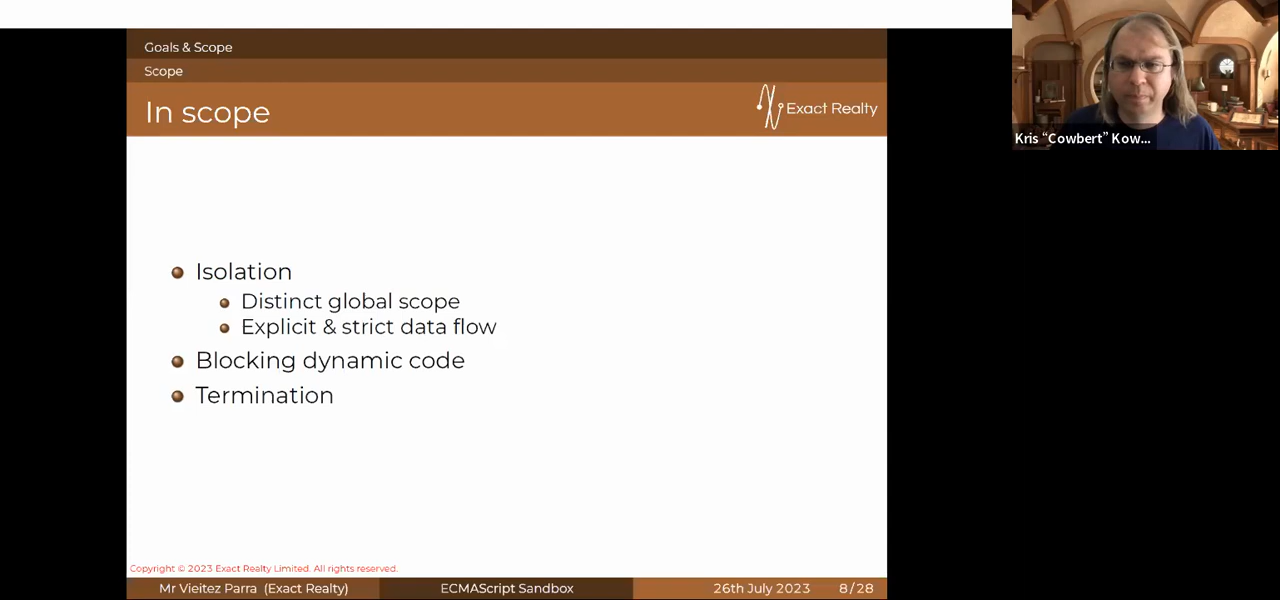 Goals & Scope
Scope
In scope
Exact Realty
Kris “Cowbert” Kow...
Isolation
Distinct global scope
Explicit & strict data flow
Blocking dynamic code
Termination
Copyright © 2023 Exact Realty Limited. All rights reserved.
Mr Vieitez Parra (Exact Realty) ECMAScript Sandbox 26th July 2023 8/28